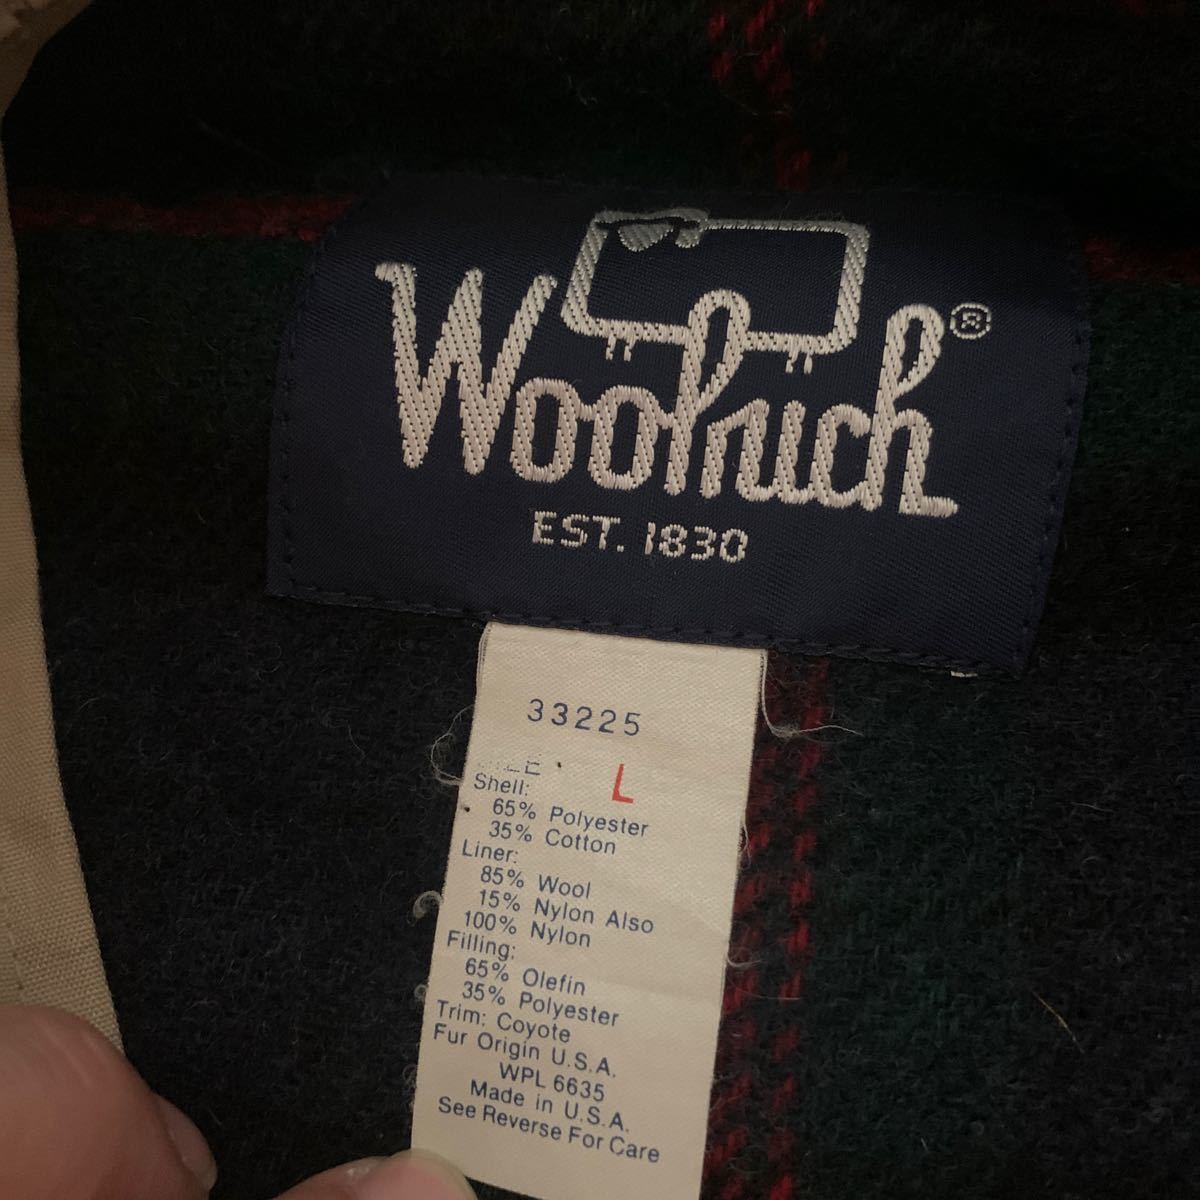 Woolrich®
EST. 1830
33225
L
Shell:
65% Polyester
35% Cotton
Liner:
85% Wool
15% Nylon Also
100% Nylon
Filling:
65% Olefin
35% Polyester
Trim: Coyote
Fur Origin U.S.A.
WPL 6635
Made in U.S.A.
See Reverse For Care